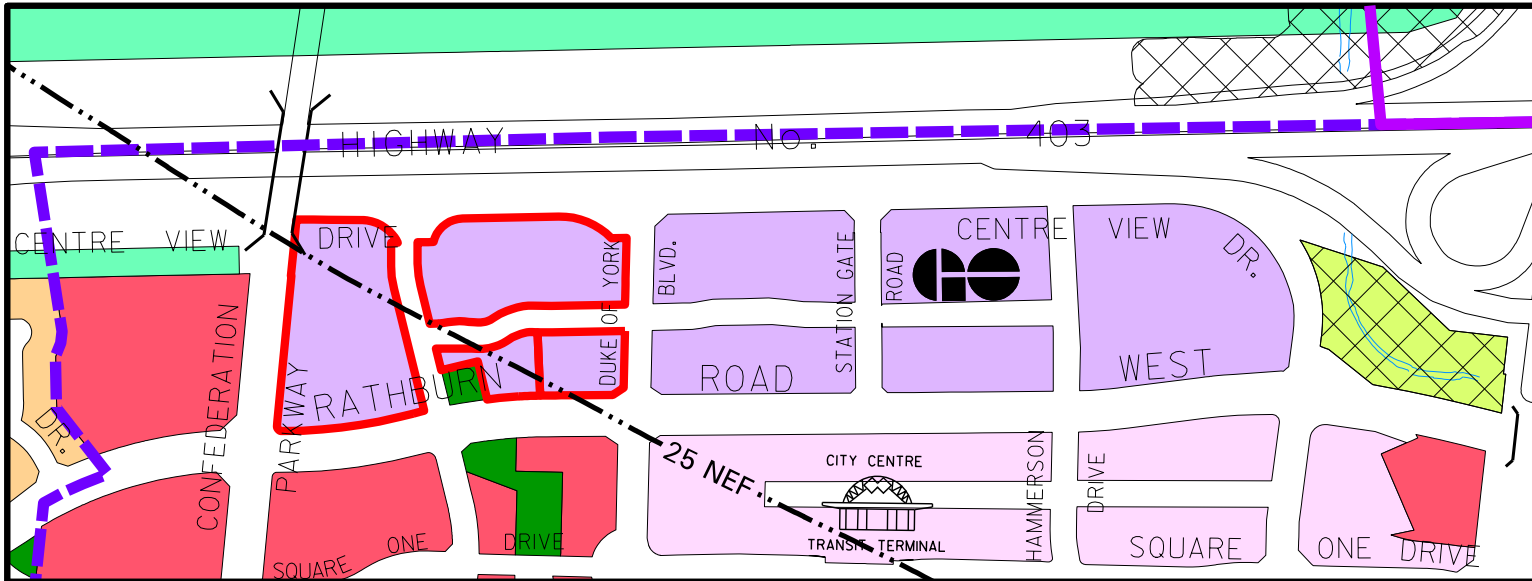 HIGHWAY No. 403
CENTRE VIEW DRIVE
CENTRE VIEW DR.
DUKE OF YORK BLVD.
STATION GATE ROAD
CONFEDERATION PARKWAY
RATHBURN ROAD WEST
DR.
25 NEF
CITY CENTRE
TRANSIT TERMINAL
HAMMERSON DRIVE
SQUARE ONE DRIVE
SQUARE ONE DRIVE
GO